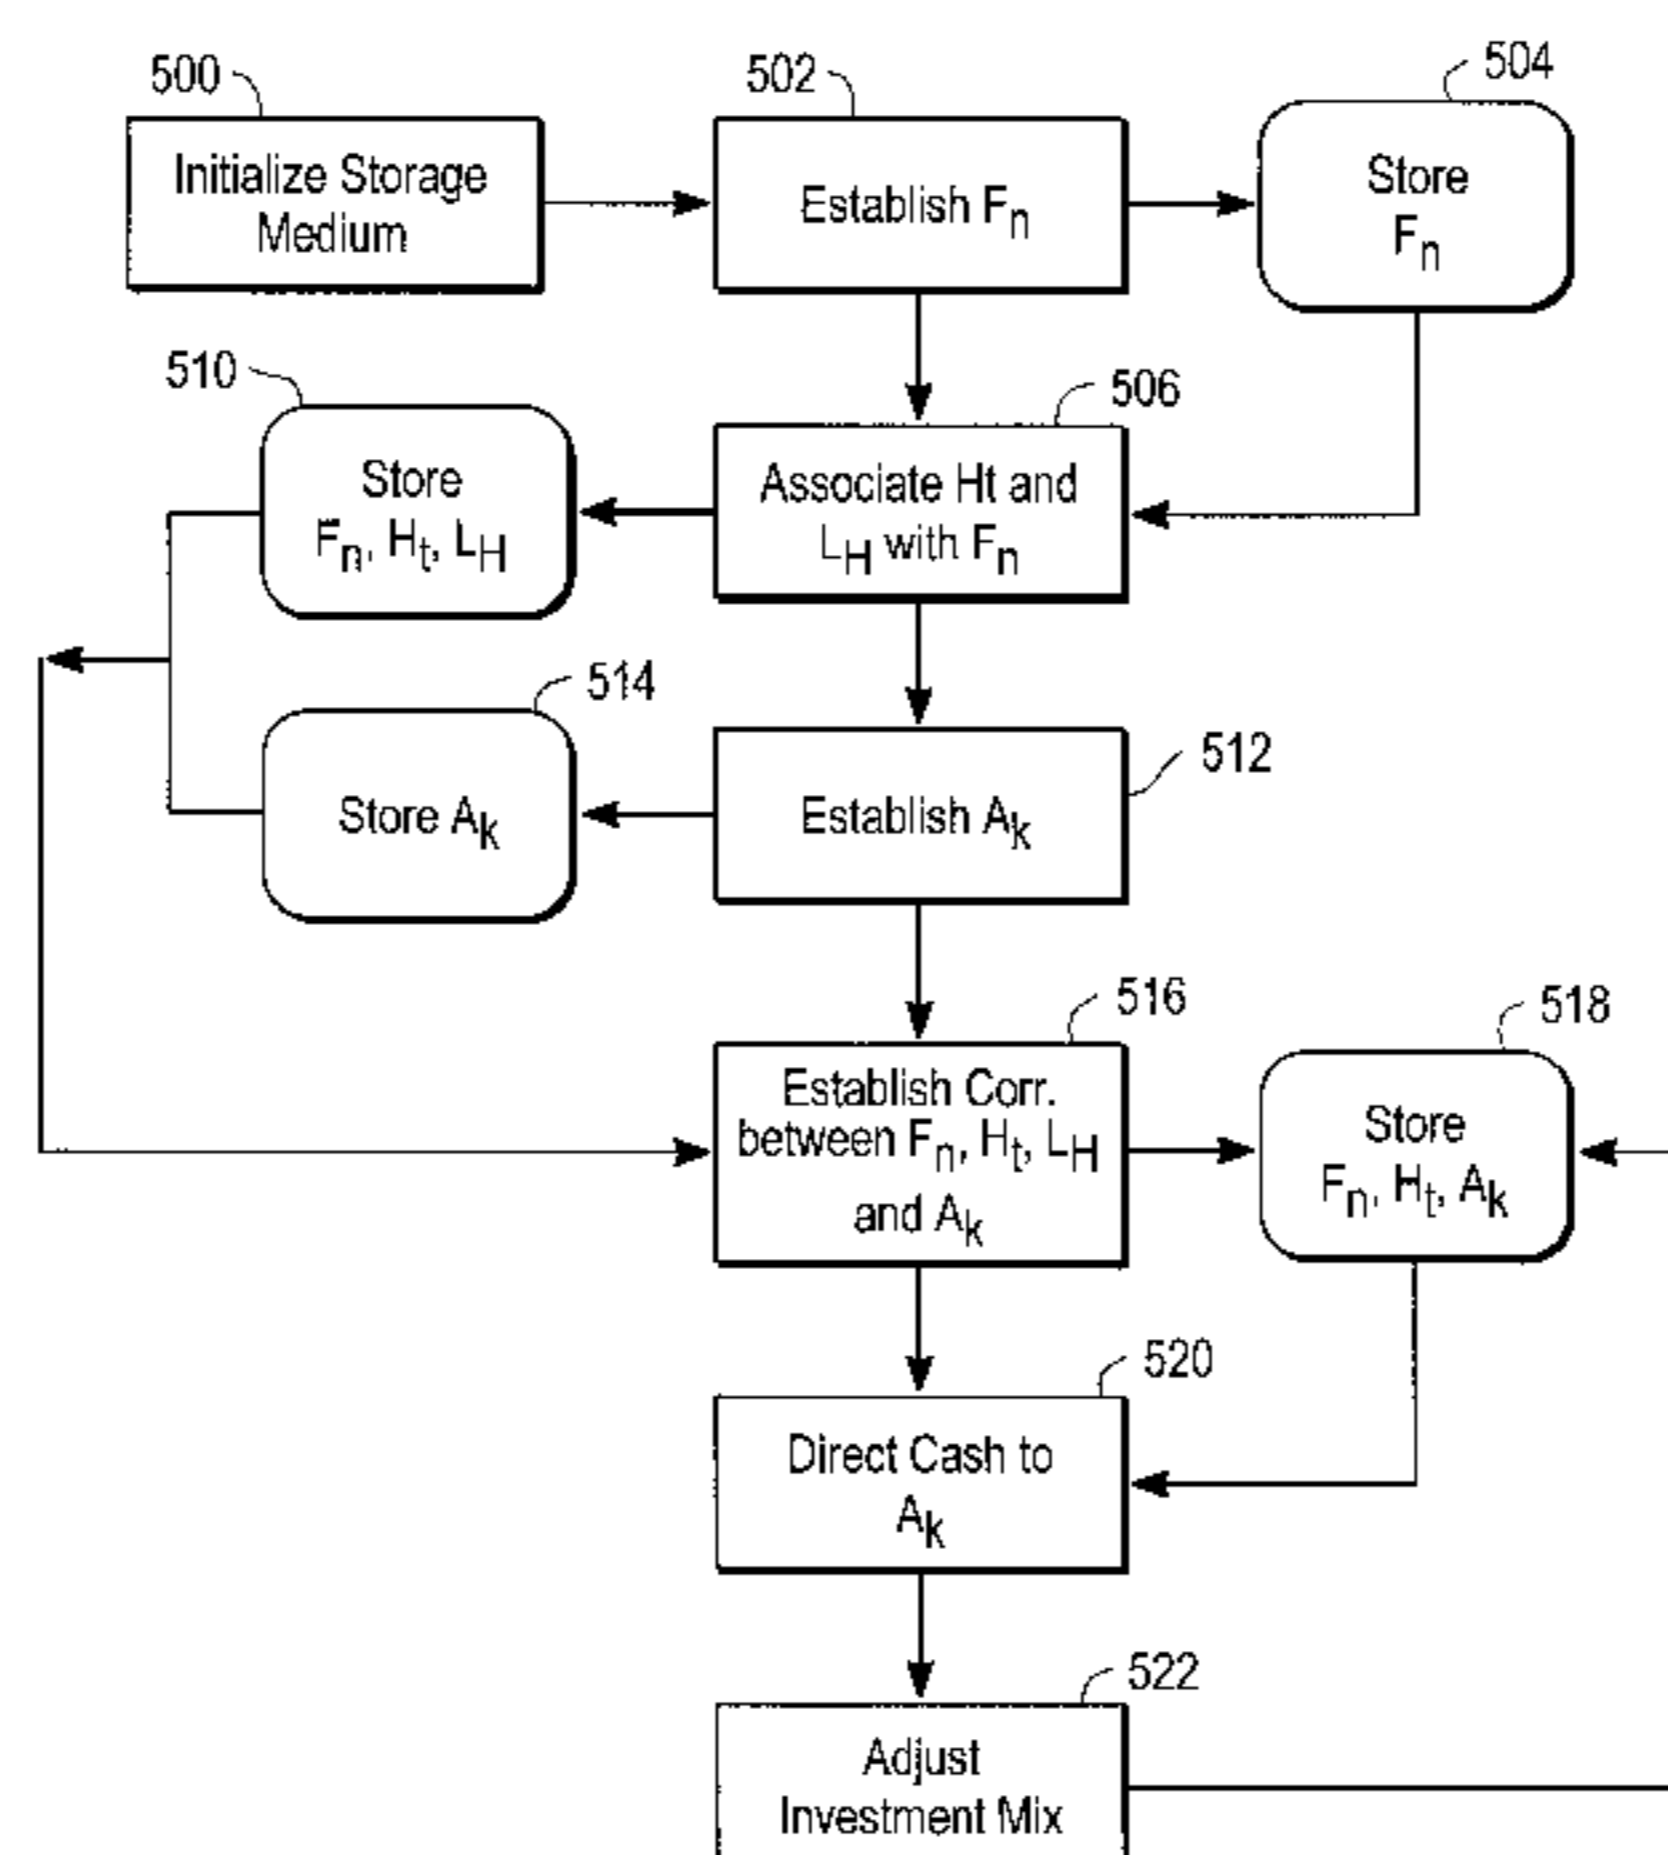 500
Initialize Storage
Medium
502
Establish Fn
504
Store
Fn
510
Store
Fn, Ht, LH
506
Associate Ht and
LH with Fn
514
Store Ak
512
Establish Ak
516
Establish Corr.
between Fn, Ht, LH
and Ak
518
Store
Fn, Ht, Ak
520
Direct Cash to
Ak
522
Adjust
Investment Mix